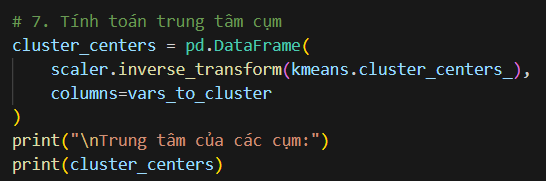 # 7. Tính toán trung tâm cụm
cluster_centers = pd.DataFrame(
    scaler.inverse_transform(kmeans.cluster_centers_),
    columns=vars_to_cluster
)
print("\nTrung tâm của các cụm:")
print(cluster_centers)